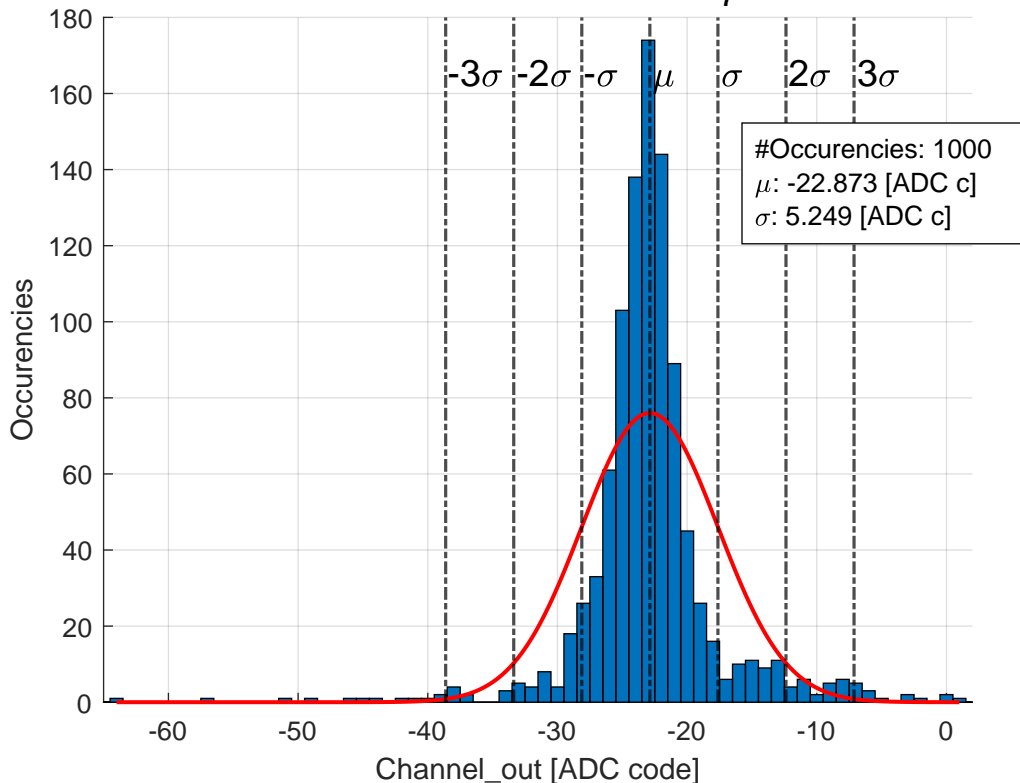 180
160
140
120
100
80
60
40
20
0
-3σ -2σ -σ μ σ 2σ 3σ
#Occurencies: 1000
μ: -22.873 [ADC c]
σ: 5.249 [ADC c]
Occurencies
-60 -50 -40 -30 -20 -10 0
Channel_out [ADC code]